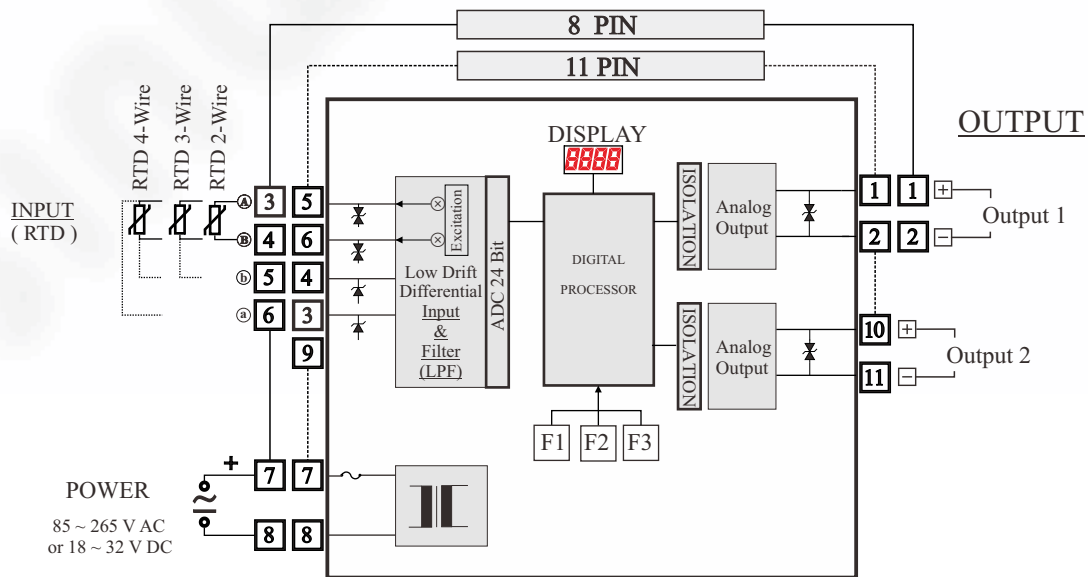 8 PIN
11 PIN
OUTPUT
RTD 4-Wire
RTD 3-Wire
RTD 2-Wire
INPUT
( RTD )
A 3 5
B 4 6
b 5 4
a 6 3
9
DISPLAY
8888
Excitation
Low Drift
Differential
Input
&
Filter
(LPF)
ADC 24 Bit
DIGITAL
PROCESSOR
ISOLATION
Analog
Output
1 1 +
2 2 −
Output 1
ISOLATION
Analog
Output
10 +
11 −
Output 2
F1 F2 F3
POWER
85 ~ 265 V AC
or 18 ~ 32 V DC
+
~
7 7
8 8